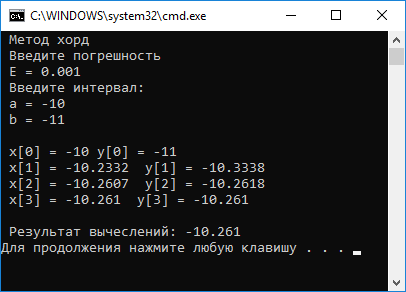 C:\WINDOWS\system32\cmd.exe
Метод хорд
Введите погрешность
E = 0.001
Введите интервал:
a = -10
b = -11
x[0] = -10 y[0] = -11
x[1] = -10.2332  y[1] = -10.3338
x[2] = -10.2607  y[2] = -10.2618
x[3] = -10.261  y[3] = -10.261
Результат вычеслений: -10.261
Для продолжения нажмите любую клавишу . . .